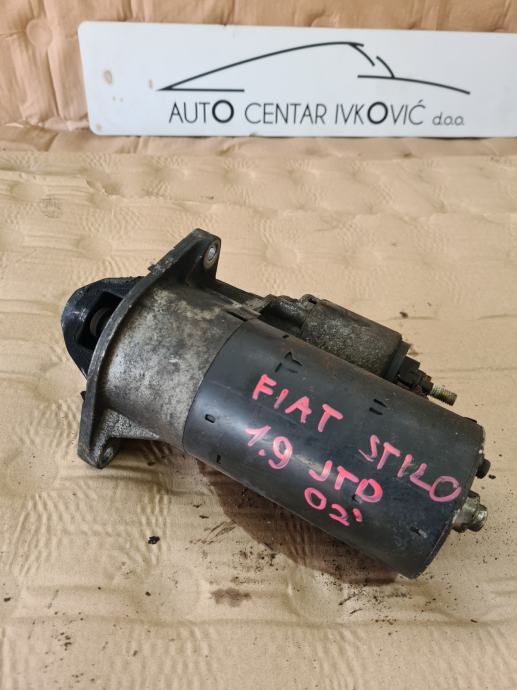 AUTO CENTAR IVKOVIĆ d.o.o.
FIAT STILO
1.9 JTD
02'